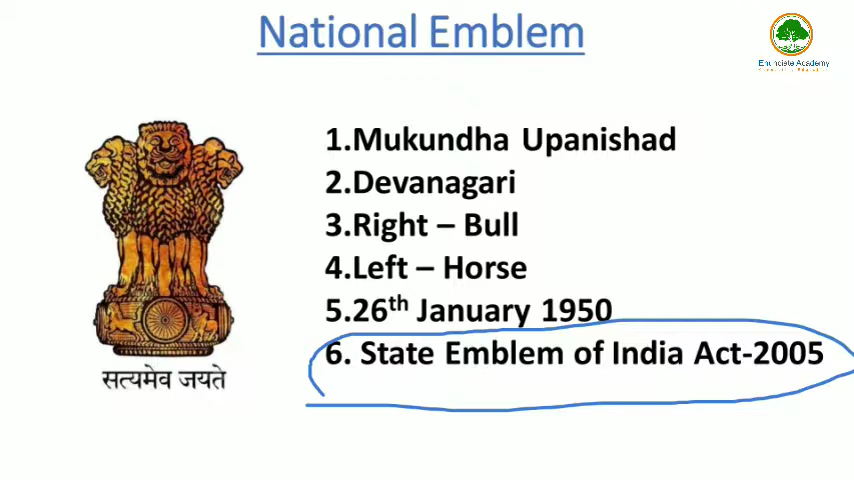 National Emblem
Enunciate Academy
1.Mukundha Upanishad
2.Devanagari
3.Right – Bull
4.Left – Horse
5.26th January 1950
6. State Emblem of India Act-2005
सत्यमेव जयते